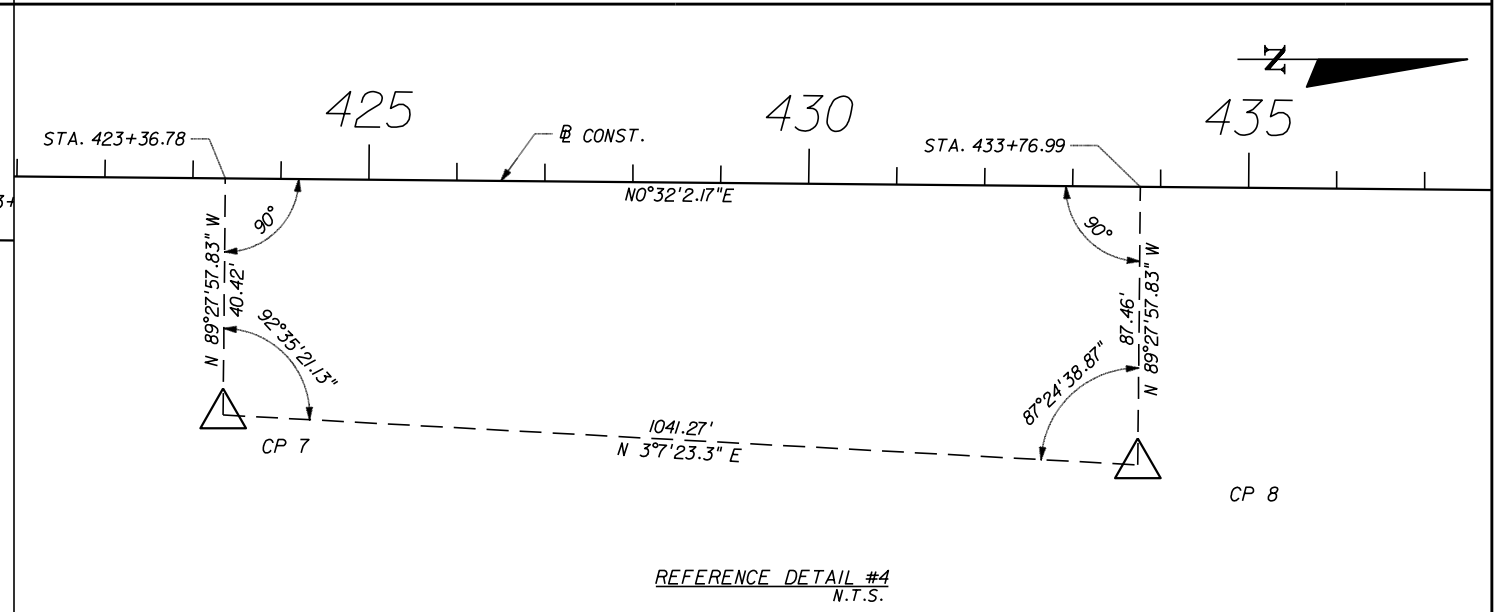 N
425
430
435
STA. 423+36.78
BL CONST.
STA. 433+76.99
N0°32'2.17"E
3+
90°
90°
N 89°27'57.83" W
40.42'
87.46'
N 89°27'57.83" W
92°35'21.13"
87°24'38.87"
1041.27'
N 3°7'23.3" E
CP 7
CP 8
REFERENCE DETAIL #4
N.T.S.